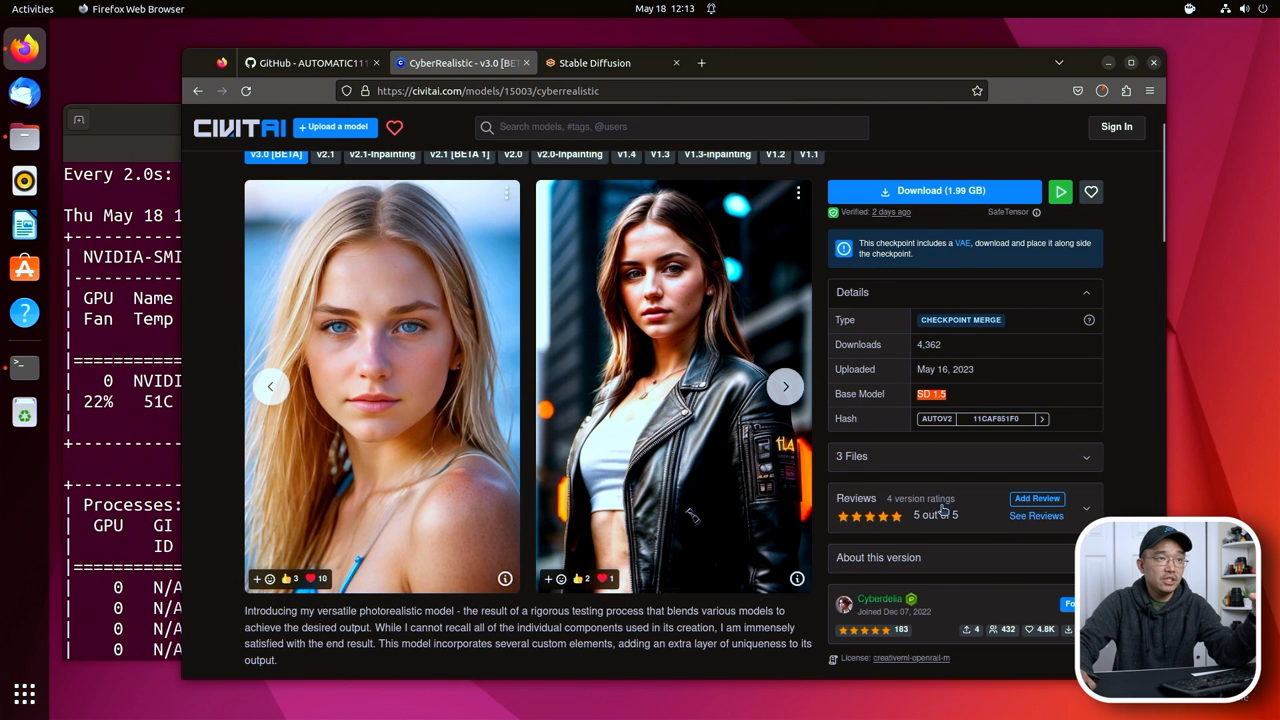 Activities
Firefox Web Browser
May 18 12:13
GitHub - AUTOMATIC111
CyberRealistic - v3.0 [BET
Stable Diffusion
https://civitai.com/models/15003/cyberrealistic
CIVITAI
Upload a model
Search models, #tags, @users
Sign In
v3.0 [BETA]
v2.1
v2.1-Inpainting
v2.1 [BETA 1]
v2.0
v2.0-Inpainting
v1.4
v1.3
v1.3-inpainting
v1.2
v1.1
Every 2.0s:
Thu May 18 1
NVIDIA-SMI
GPU Name
Fan Temp
0 NVIDI
22% 51C
Processes:
GPU GI
ID
0 N/A
0 N/A
0 N/A
0 N/A
3 10
2 1
Introducing my versatile photorealistic model - the result of a rigorous testing process that blends various models to
achieve the desired output. While I cannot recall all of the individual components used in its creation, I am immensely
satisfied with the end result. This model incorporates several custom elements, adding an extra layer of uniqueness to its
output.
Download (1.99 GB)
Verified: 2 days ago
SafeTensor
This checkpoint includes a VAE, download and place it along side
the checkpoint.
Details
Type CHECKPOINT MERGE
Downloads 4,362
Uploaded May 16, 2023
Base Model SD 1.5
Hash AUTOV2 11CAF851F0
3 Files
Reviews 4 version ratings
Add Review
5 out of 5
See Reviews
About this version
Cyberdelia
Joined Dec 07, 2022
Fo
183
4
432
4.8K
License: creativeml-openrail-m